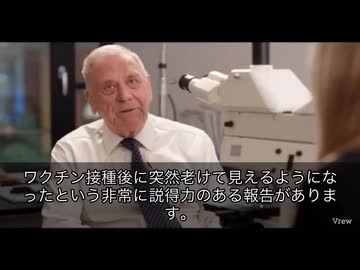 ワクチン接種後に突然老けて見えるようにな
ったという非常に説得力のある報告がありま
す。
Vrew